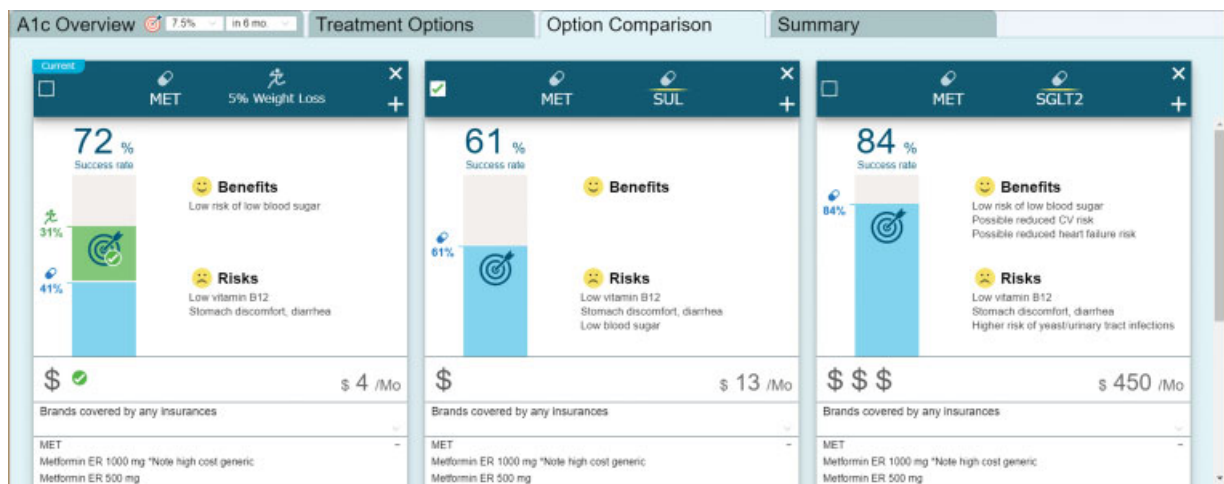 A1c Overview 7.5% in 6 mo. Treatment Options Option Comparison Summary
Current
MET 5% Weight Loss
72 %
Success rate
Benefits
Low risk of low blood sugar
31%
41%
Risks
Low vitamin B12
Stomach discomfort, diarrhea
$ $ 4 /Mo
Brands covered by any insurances
MET
Metformin ER 1000 mg *Note high cost generic
Metformin ER 500 mg
MET SUL
61 %
Success rate
Benefits
61%
Risks
Low vitamin B12
Stomach discomfort, diarrhea
Low blood sugar
$ $ 13 /Mo
Brands covered by any insurances
MET
Metformin ER 1000 mg *Note high cost generic
Metformin ER 500 mg
MET SGLT2
84 %
Success rate
84%
Benefits
Low risk of low blood sugar
Possible reduced CV risk
Possible reduced heart failure risk
Risks
Low vitamin B12
Stomach discomfort, diarrhea
Higher risk of yeast/urinary tract infections
$ $ $ $ 450 /Mo
Brands covered by any insurances
MET
Metformin ER 1000 mg *Note high cost generic
Metformin ER 500 mg